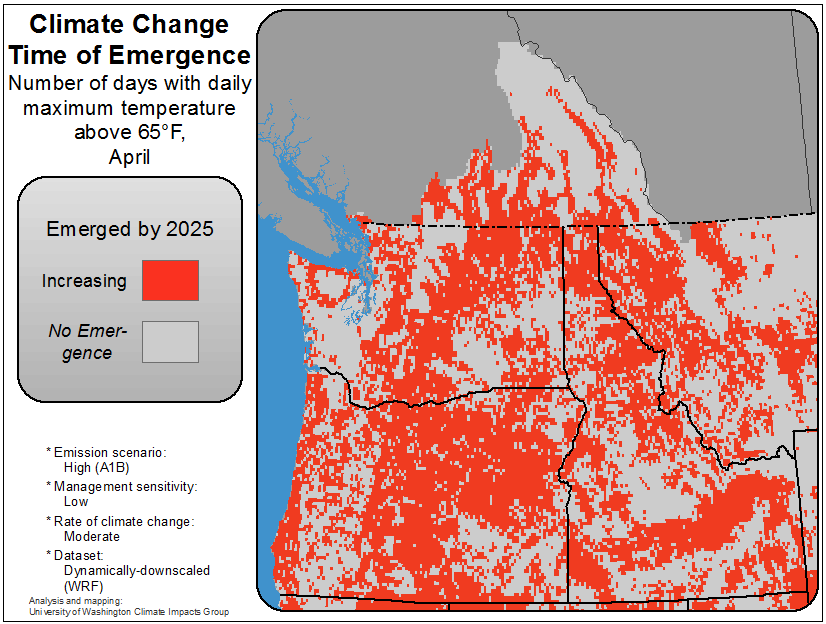 Climate Change
Time of Emergence
Number of days with daily
maximum temperature
above 65°F,
April
Emerged by 2025
Increasing
No Emer-
gence
* Emission scenario:
High (A1B)
* Management sensitivity:
Low
* Rate of climate change:
Moderate
* Dataset:
Dynamically-downscaled
(WRF)
Analysis and mapping:
University of Washington Climate Impacts Group